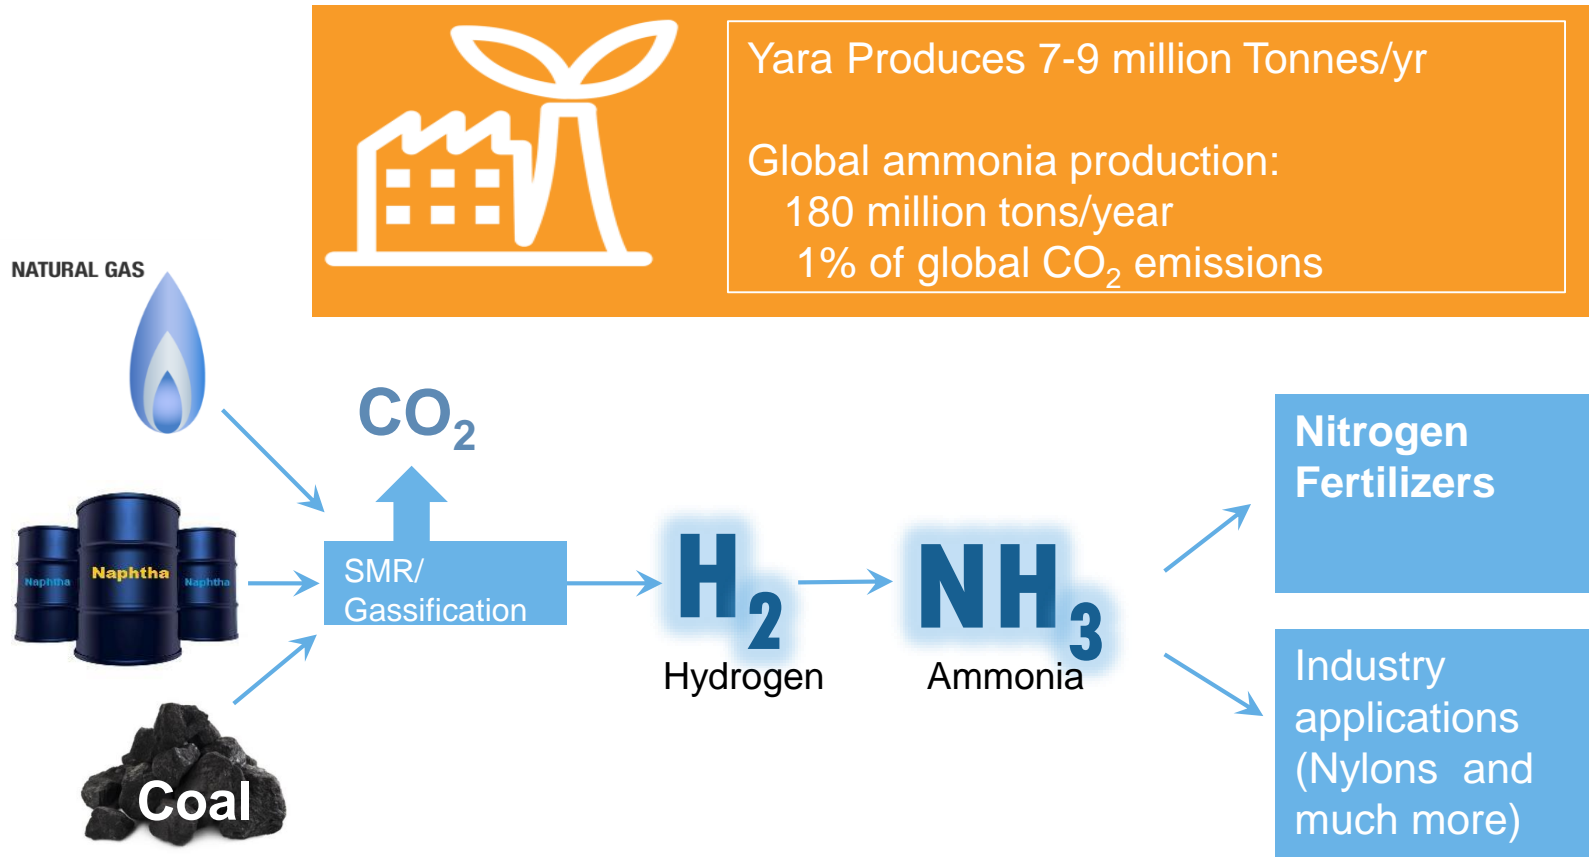 Yara Produces 7-9 million Tonnes/yr
Global ammonia production:
180 million tons/year
1% of global CO₂ emissions
NATURAL GAS
CO₂
Naphtha
Naphtha
Naphtha
Coal
SMR/
Gassification
H₂
Hydrogen
NH₃
Ammonia
Nitrogen
Fertilizers
Industry
applications
(Nylons and
much more)